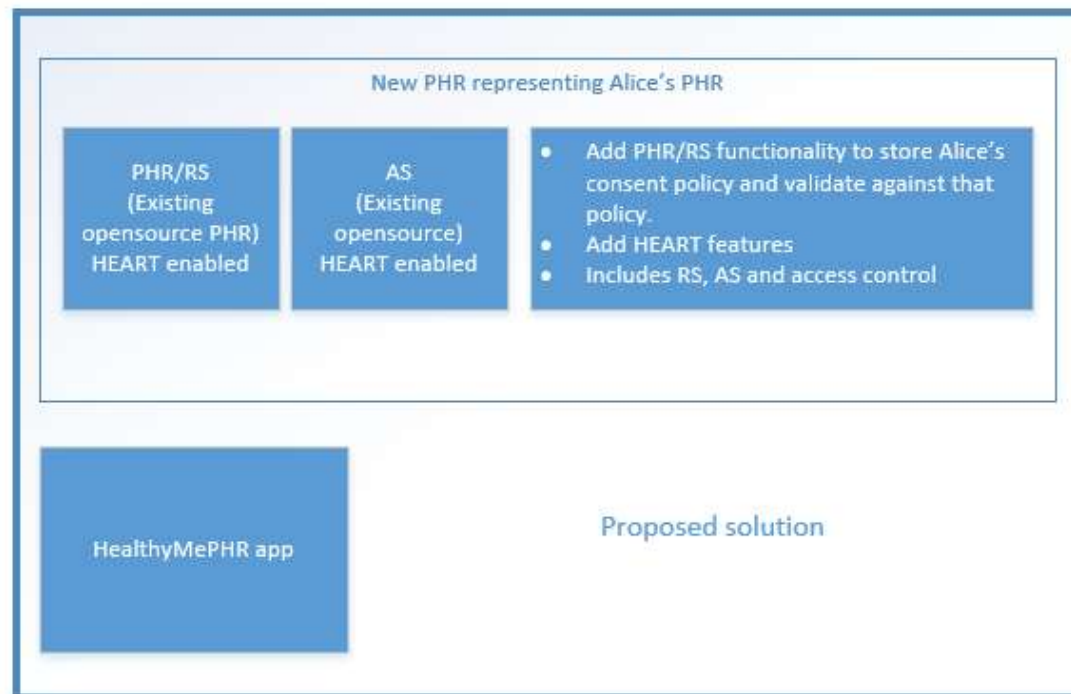 New PHR representing Alice's PHR
PHR/RS
(Existing
opensource PHR)
HEART enabled
AS
(Existing
opensource)
HEART enabled
● Add PHR/RS functionality to store Alice's
consent policy and validate against that
policy.
● Add HEART features
● Includes RS, AS and access control
HealthyMePHR app
Proposed solution